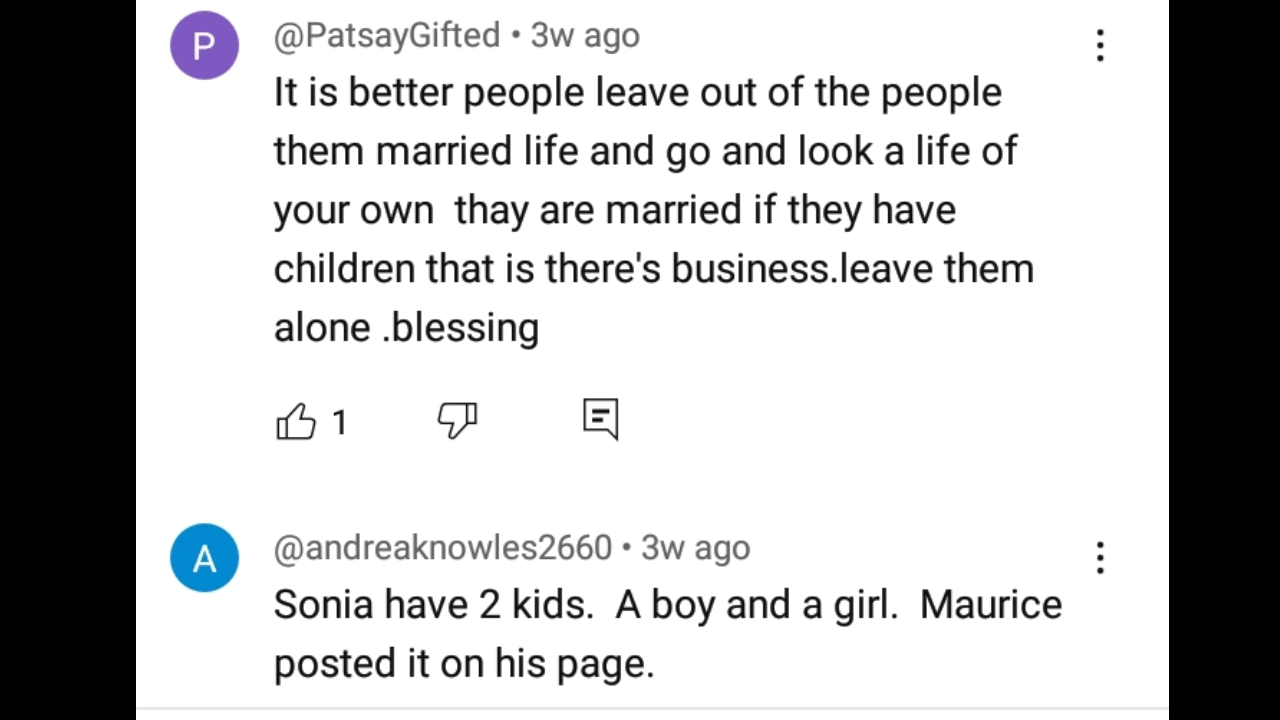 P
@PatsayGifted • 3w ago
It is better people leave out of the people
them married life and go and look a life of
your own  thay are married if they have
children that is there's business.leave them
alone .blessing
1
A
@andreaknowles2660 • 3w ago
Sonia have 2 kids.  A boy and a girl.  Maurice
posted it on his page.